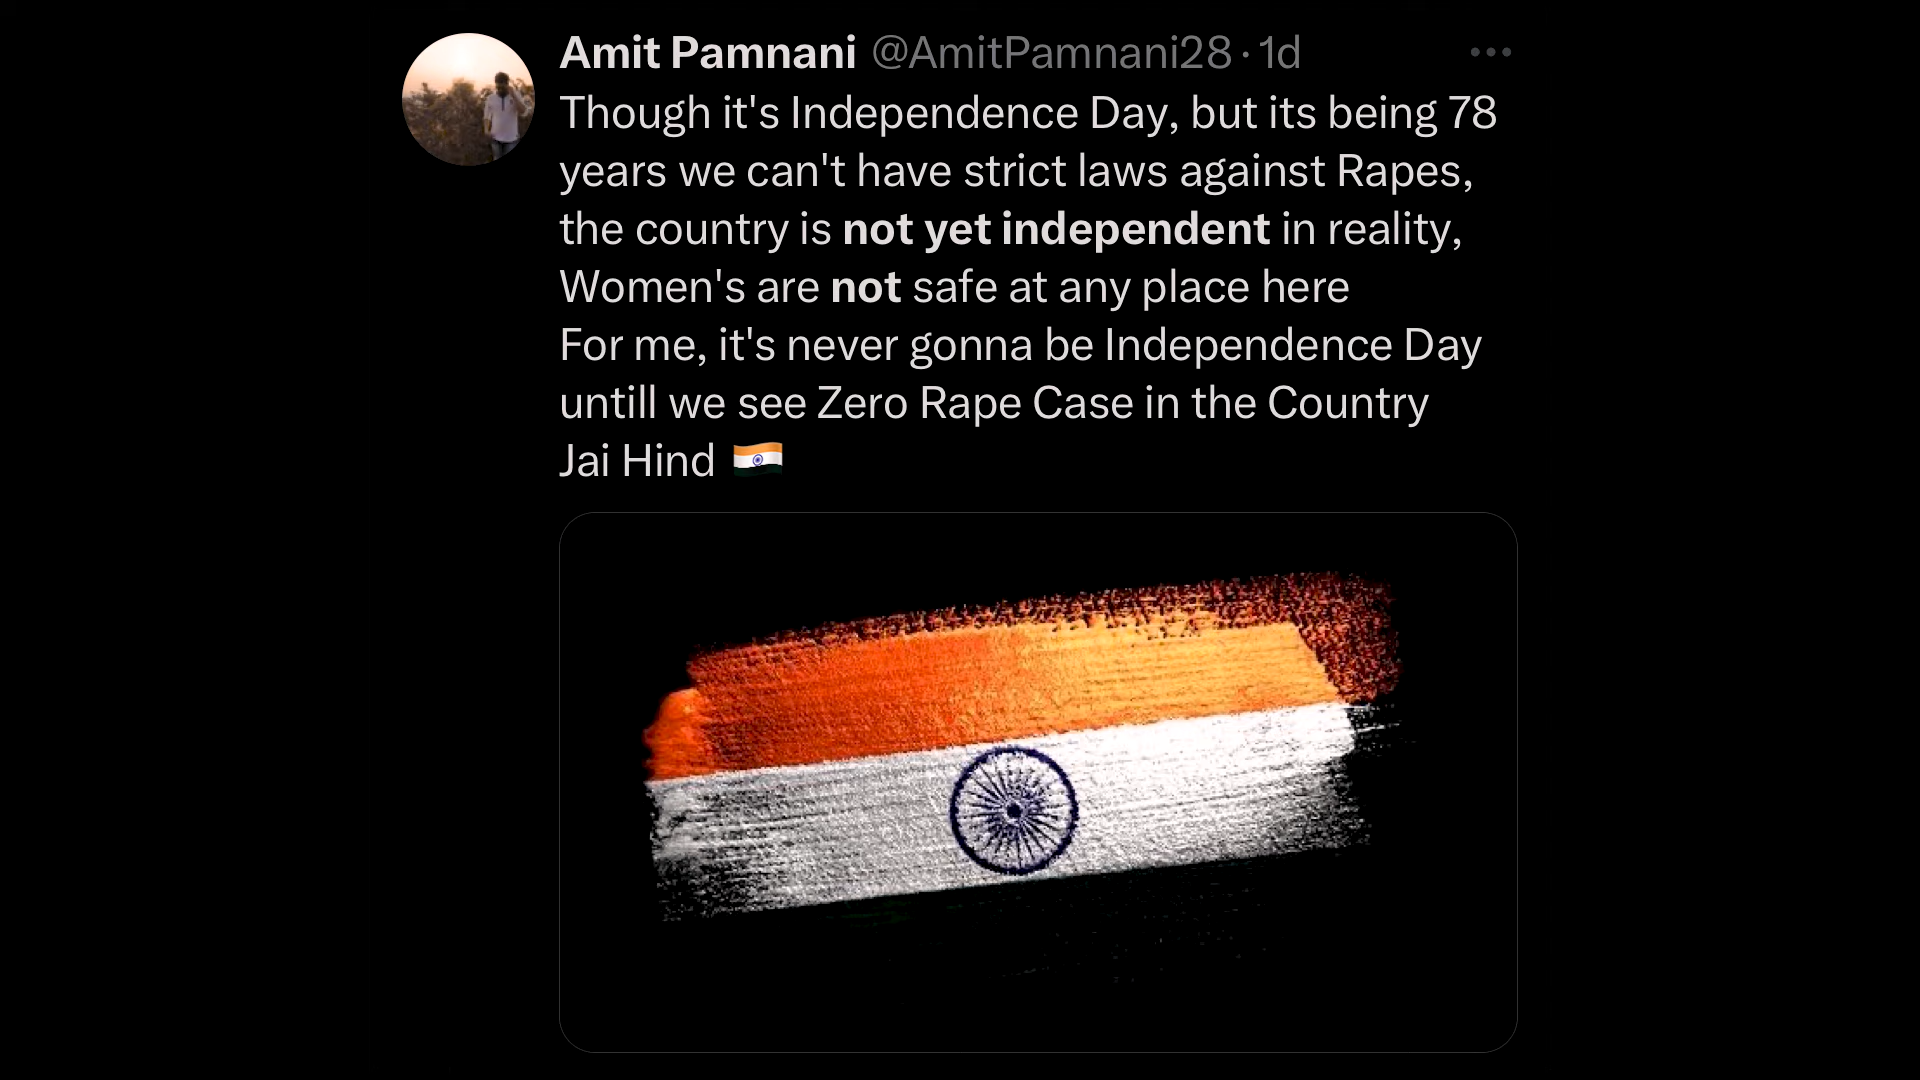 Amit Pamnani @AmitPamnani28 · 1d
Though it's Independence Day, but its being 78
years we can't have strict laws against Rapes,
the country is not yet independent in reality,
Women's are not safe at any place here
For me, it's never gonna be Independence Day
untill we see Zero Rape Case in the Country
Jai Hind 🇮🇳